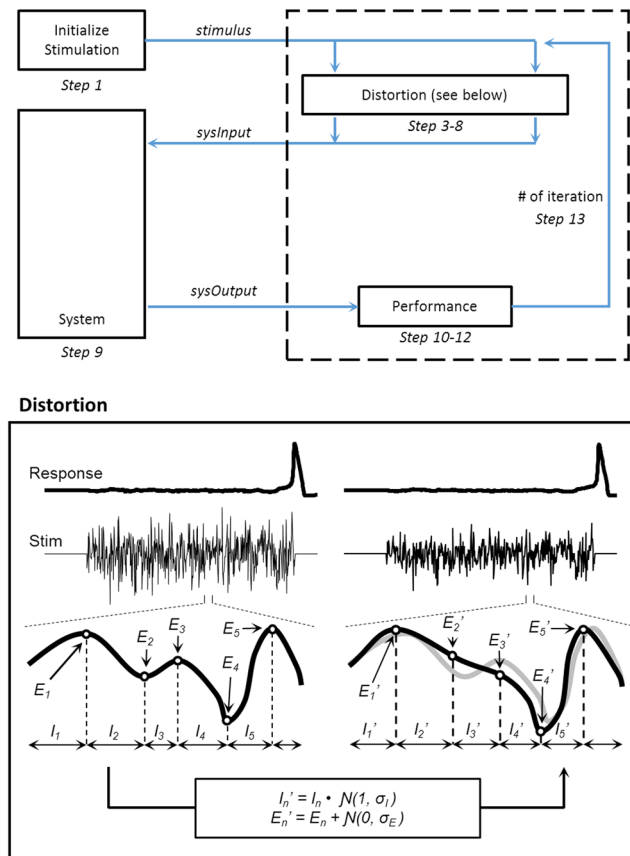 Initialize
Stimulation
stimulus
Step 1
Distortion (see below)
Step 3-8
sysInput
# of iteration
Step 13
sysOutput
System
Performance
Step 9
Step 10-12
Distortion
Response
Stim
E1
E2
E3
E4
E5
I1
I2
I3
I4
I5
E1'
E2'
E3'
E4'
E5'
I1'
I2'
I3'
I4'
I5'
In' = In • N(1, σI)
En' = En + N(0, σE)